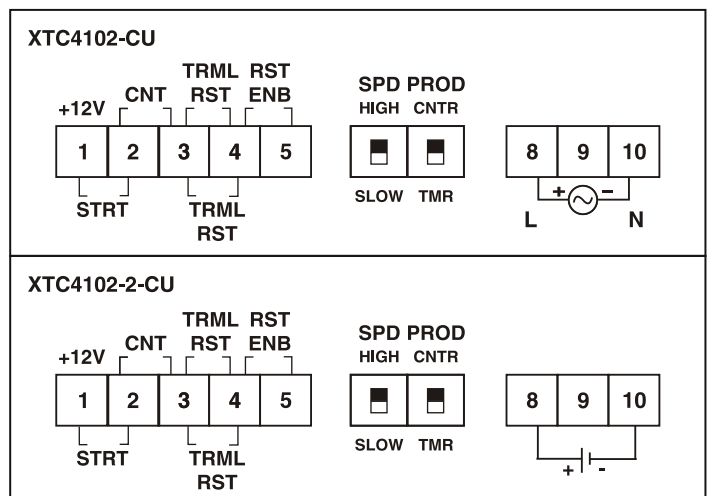 XTC4102-CU
TRML RST
CNT RST ENB
+12V
1 2 3 4 5
STRT TRML
RST
SPD PROD
HIGH CNTR
SLOW TMR
8 9 10
+ -
L N
XTC4102-2-CU
TRML RST
CNT RST ENB
+12V
1 2 3 4 5
STRT TRML
RST
SPD PROD
HIGH CNTR
SLOW TMR
8 9 10
+ -